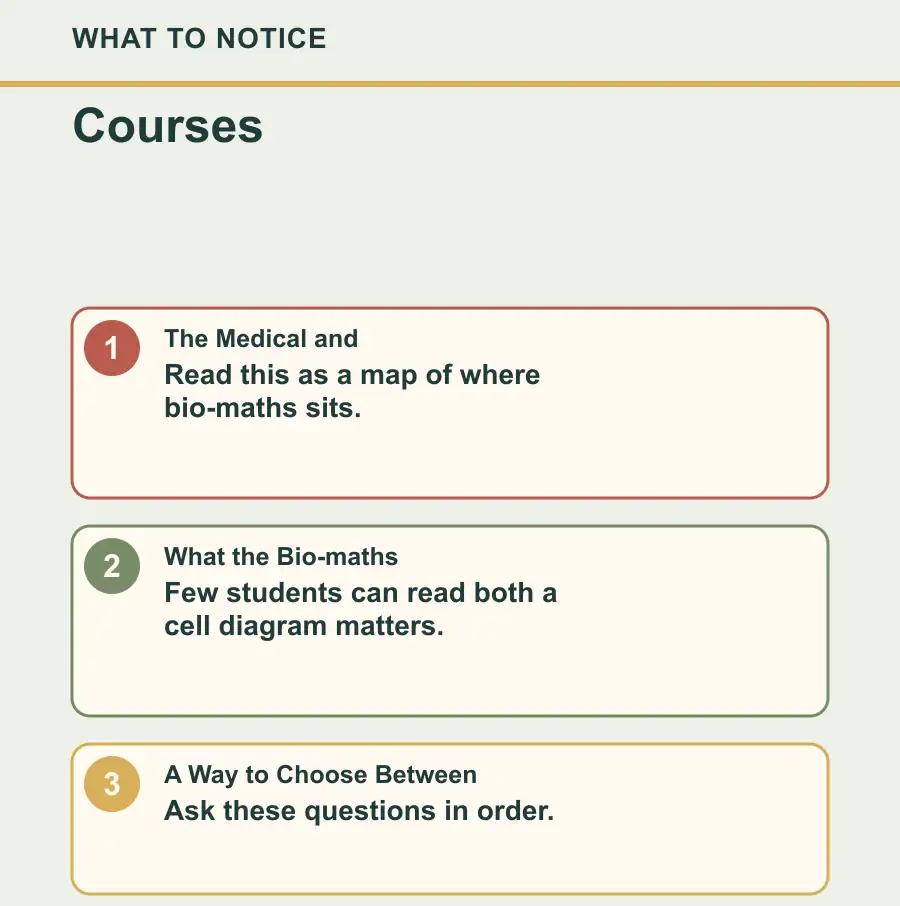 WHAT TO NOTICE
Courses
1
The Medical and
Read this as a map of where
bio-maths sits.
2
What the Bio-maths
Few students can read both a
cell diagram matters.
3
A Way to Choose Between
Ask these questions in order.